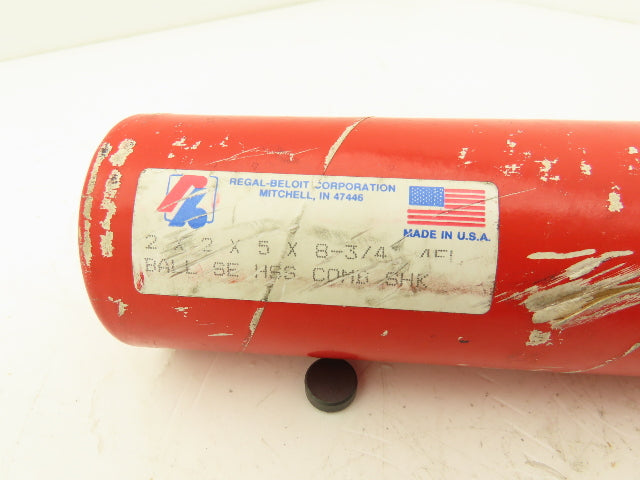 REGAL-BELOIT CORPORATION
MITCHELL, IN 47446
MADE IN U.S.A.
2 X 2 X 5 X 8-3/4" 4FL
BALL SE HSS COMB SHK